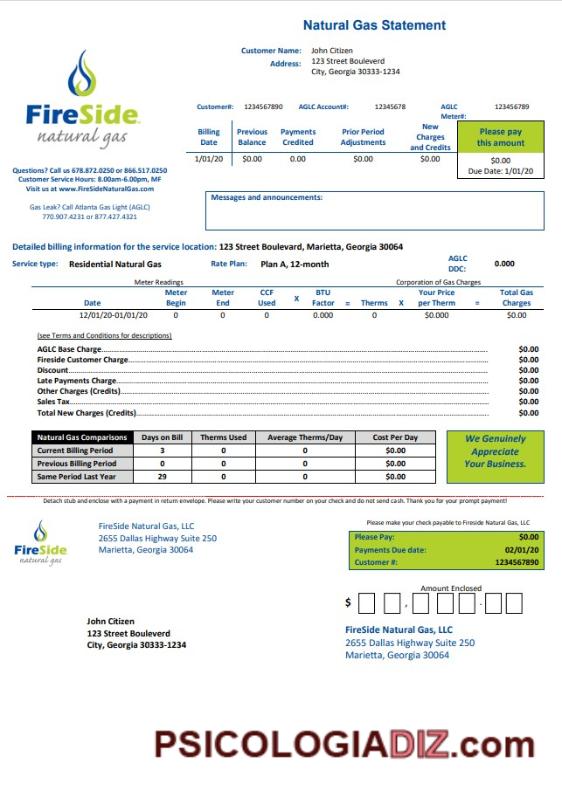 Natural Gas Statement
FireSide
natural gas
Customer Name: John Citizen
Address: 123 Street Bouleverd
City, Georgia 30333-1234
Customer#: 1234567890 AGLC Account#: 12345678 AGLC Meter#: 123456789
Billing Date Previous Balance Payments Credited Prior Period Adjustments New Charges and Credits Please pay this amount
1/01/20 $0.00 0.00 $0.00 $0.00 $0.00
Due Date: 1/01/20
Questions? Call us 678.872.0250 or 866.517.0250
Customer Service Hours: 8.00am-6.00pm, MF
Visit us at www.FireSideNaturalGas.com
Gas Leak? Call Atlanta Gas Light (AGLC)
770.907.4231 or 877.427.4321
Messages and announcements:
Detailed billing information for the service location: 123 Street Boulevard, Marietta, Georgia 30064
Service type: Residential Natural Gas Rate Plan: Plan A, 12-month AGLC DDC: 0.000
Meter Readings Corporation of Gas Charges
Date Meter Begin Meter End CCF Used X BTU Factor = Therms X Your Price per Therm = Total Gas Charges
12/01/20-01/01/20 0 0 0 0.000 0 $0.000 $0.00
(see Terms and Conditions for descriptions)
AGLC Base Charge $0.00
Fireside Customer Charge $0.00
Discount $0.00
Late Payments Charge $0.00
Other Charges (Credits) $0.00
Sales Tax $0.00
Total New Charges (Credits) $0.00
Natural Gas Comparisons Days on Bill Therms Used Average Therms/Day Cost Per Day
Current Billing Period 3 0 0 $0.00
Previous Billing Period 0 0 0 $0.00
Same Period Last Year 29 0 0 $0.00
We Genuinely
Appreciate
Your Business.
Detach stub and enclose with a payment in return envelope. Please write your customer number on your check and do not send cash. Thank you for your prompt payment!
FireSide
natural gas
FireSide Natural Gas, LLC
2655 Dallas Highway Suite 250
Marietta, Georgia 30064
Please make your check payable to Fireside Natural Gas, LLC
Please Pay: $0.00
Payments Due date: 02/01/20
Customer #: 1234567890
Amount Enclosed
$ , .
John Citizen
123 Street Bouleverd
City, Georgia 30333-1234
FireSide Natural Gas, LLC
2655 Dallas Highway Suite 250
Marietta, Georgia 30064
PSICOLOGIADIZ.com